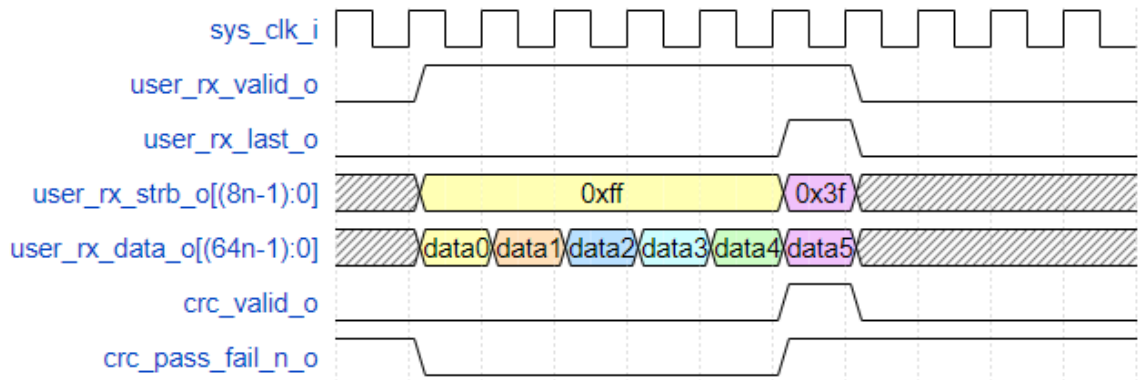 sys_clk_i
user_rx_valid_o
user_rx_last_o
user_rx_strb_o[(8n-1):0] 0xff 0x3f
user_rx_data_o[(64n-1):0] data0 data1 data2 data3 data4 data5
crc_valid_o
crc_pass_fail_n_o